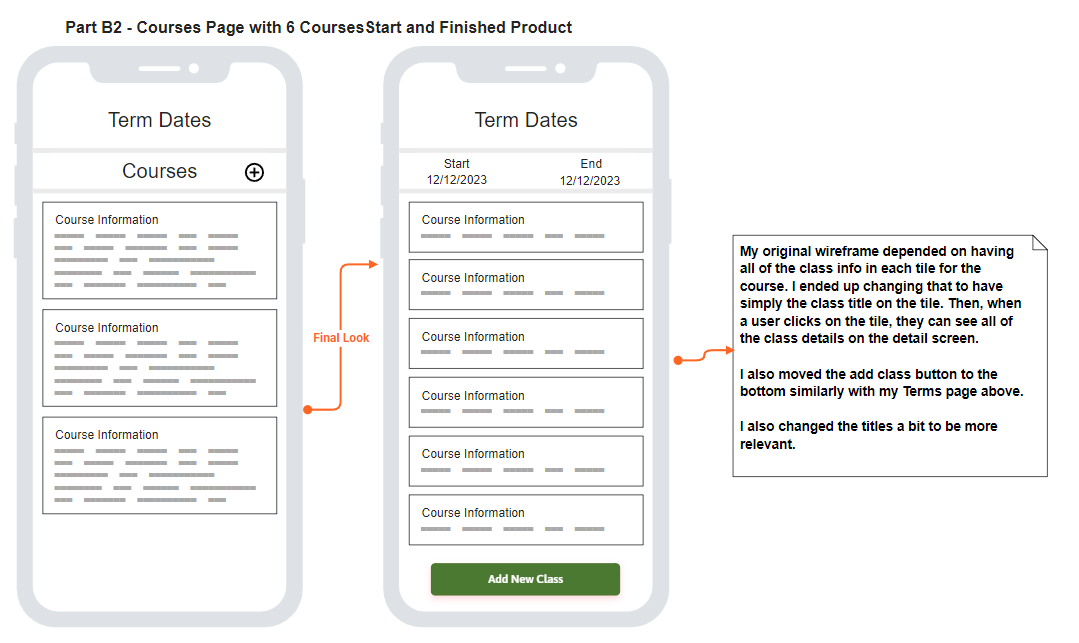 Part B2 - Courses Page with 6 CoursesStart and Finished Product
Term Dates
Courses
Course Information
Course Information
Course Information
Final Look
Term Dates
Start
12/12/2023
End
12/12/2023
Course Information
Course Information
Course Information
Course Information
Course Information
Course Information
Add New Class
My original wireframe depended on having
all of the class info in each tile for the
course. I ended up changing that to have
simply the class title on the tile. Then, when
a user clicks on the tile, they can see all of
the class details on the detail screen.
I also moved the add class button to the
bottom similarly with my Terms page above.
I also changed the titles a bit to be more
relevant.